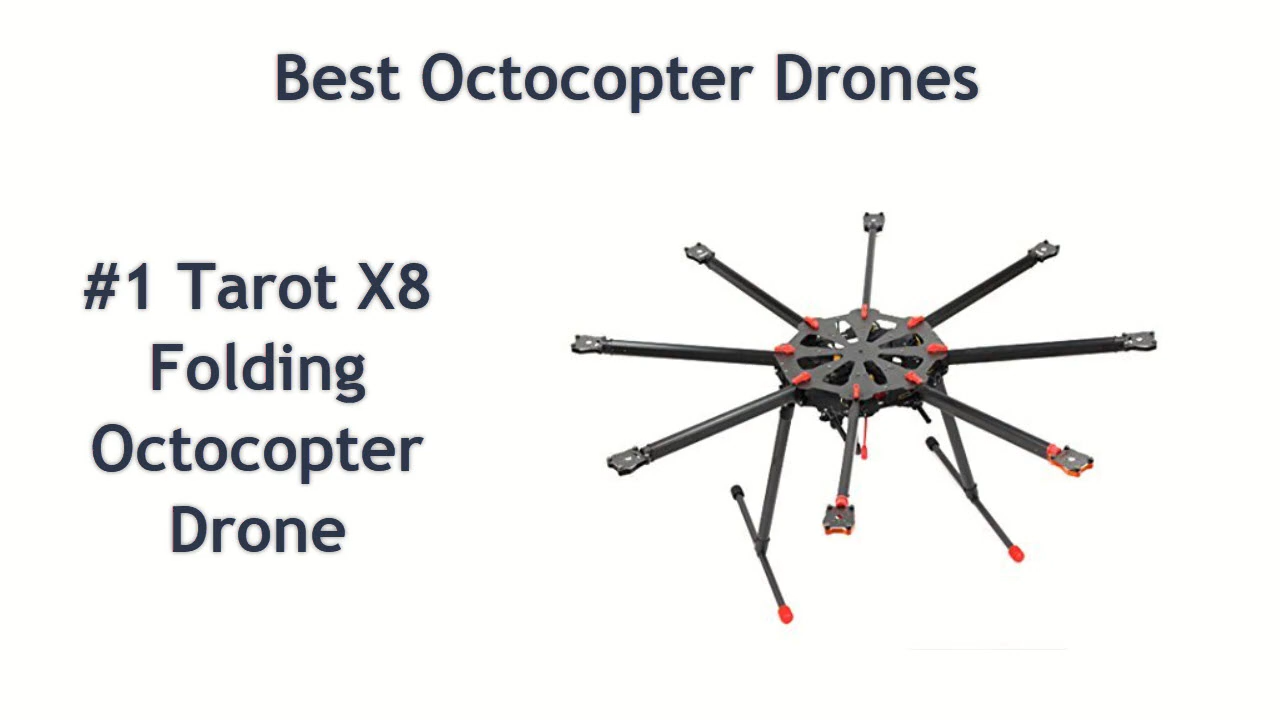 Best Octocopter Drones
#1 Tarot X8
Folding
Octocopter
Drone